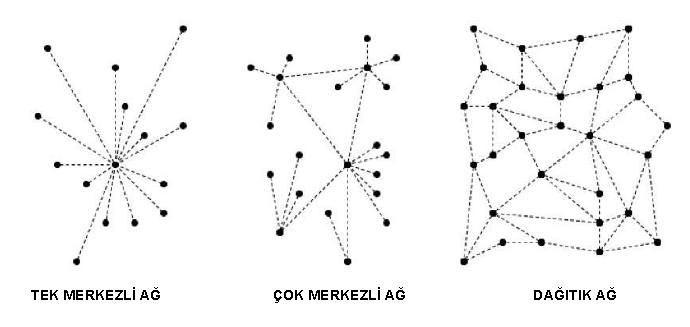 TEK MERKEZLİ AĞ
ÇOK MERKEZLİ AĞ
DAĞITIK AĞ